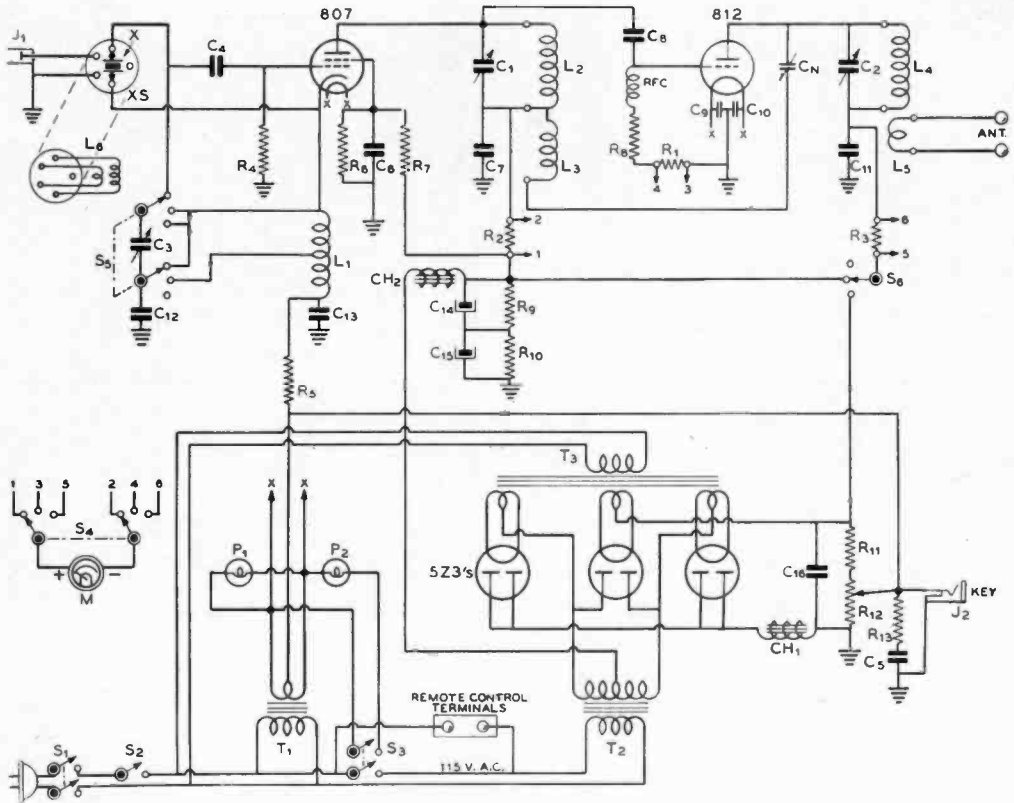 807
812
J1
X
XS
C4
C1
L2
C8
RFC
CN
C2
L4
L6
R4
R6
C6
R7
C7
L3
R8
R1
4
3
C9
C10
X
X
C11
L5
ANT.
X
X
S5
C3
L1
C12
C13
2
R2
1
6
R3
5
S6
CH2
C14
R9
C15
R10
R5
T3
1
3
5
2
4
6
S4
+
-
M
X
X
P1
P2
5Z3's
C16
R11
R12
R13
KEY
J2
C5
CH1
REMOTE CONTROL
TERMINALS
S1
S2
T1
S3
115 V. A.C.
T2